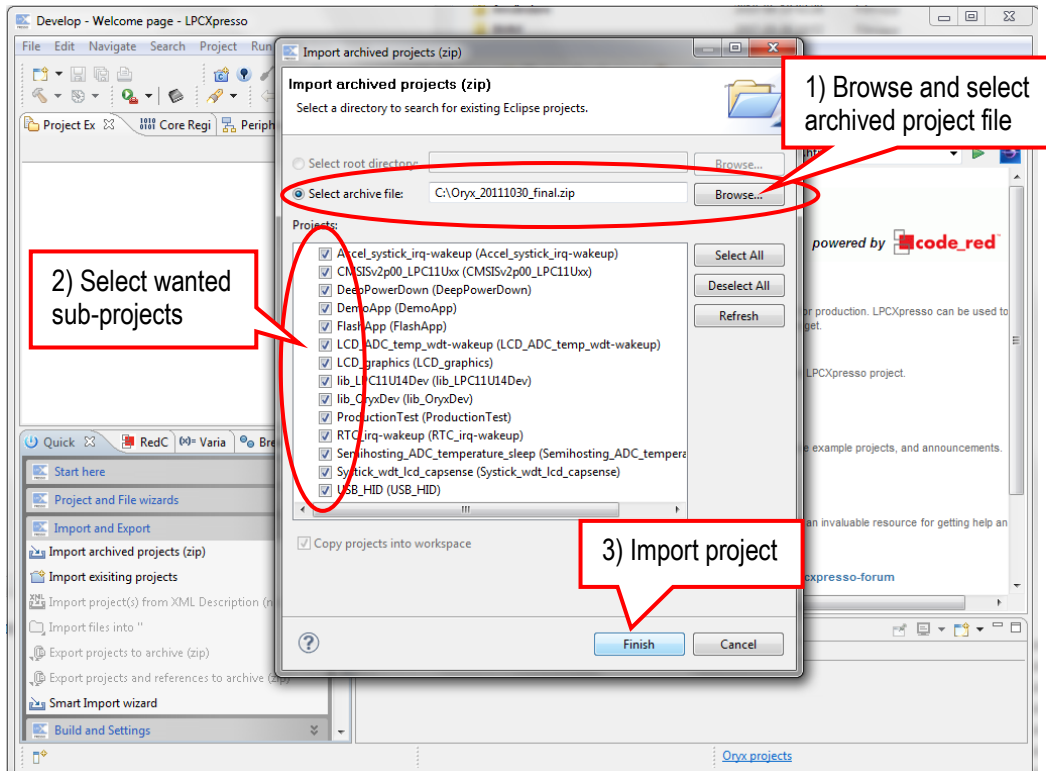 Develop - Welcome page - LPCXpresso
File Edit Navigate Search Project Run
Import archived projects (zip)
Import archived projects (zip)
Select a directory to search for existing Eclipse projects.
1) Browse and select
archived project file
Project Ex
Core Regi
Periph
Select root directory:
Browse...
Select archive file:
C:\Oryx_20111030_final.zip
Browse...
Projects:
Accel_systick_irq-wakeup (Accel_systick_irq-wakeup)
CMSISv2p00_LPC11Uxx (CMSISv2p00_LPC11Uxx)
DeepPowerDown (DeepPowerDown)
DemoApp (DemoApp)
FlashApp (FlashApp)
LCD_ADC_temp_wdt-wakeup (LCD_ADC_temp_wdt-wakeup)
LCD_graphics (LCD_graphics)
lib_LPC11U14Dev (lib_LPC11U14Dev)
lib_OryxDev (lib_OryxDev)
ProductionTest (ProductionTest)
RTC_irq-wakeup (RTC_irq-wakeup)
Semihosting_ADC_temperature_sleep (Semihosting_ADC_tempera
Systick_wdt_lcd_capsense (Systick_wdt_lcd_capsense)
USB_HID (USB_HID)
Select All
Deselect All
Refresh
2) Select wanted
sub-projects
powered by code_red
or production. LPCXpresso can be used to
get.
LPCXpresso project.
e example projects, and announcements.
an invaluable resource for getting help an
cxpresso-forum
Copy projects into workspace
3) Import project
Finish
Cancel
Quick
RedC
(x)= Varia
Bre
Start here
Project and File wizards
Import and Export
Import archived projects (zip)
Import exisiting projects
Import project(s) from XML Description (n
Import files into ''
Export projects to archive (zip)
Export projects and references to archive (zip)
Smart Import wizard
Build and Settings
Oryx projects